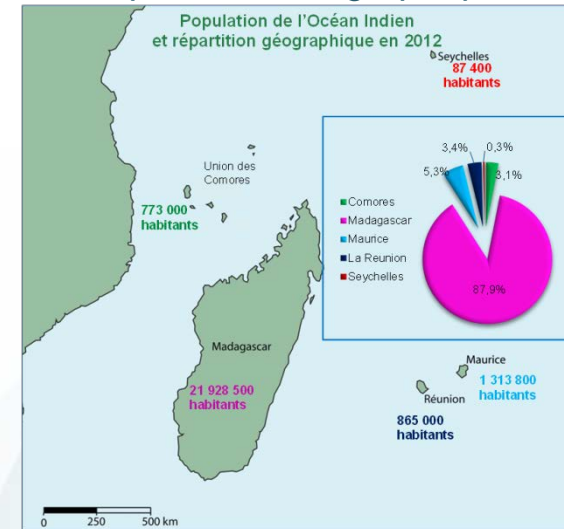 Population de l'Océan Indien
et répartition géographique en 2012
Seychelles
87 400
habitants
Union des
Comores
773 000
habitants
3,4%
0,3%
5,3%
3,1%
Comores
Madagascar
Maurice
La Reunion
Seychelles
87,9%
Madagascar
21 928 500
habitants
Maurice
1 313 800
habitants
Réunion
865 000
habitants
0
250
500 km